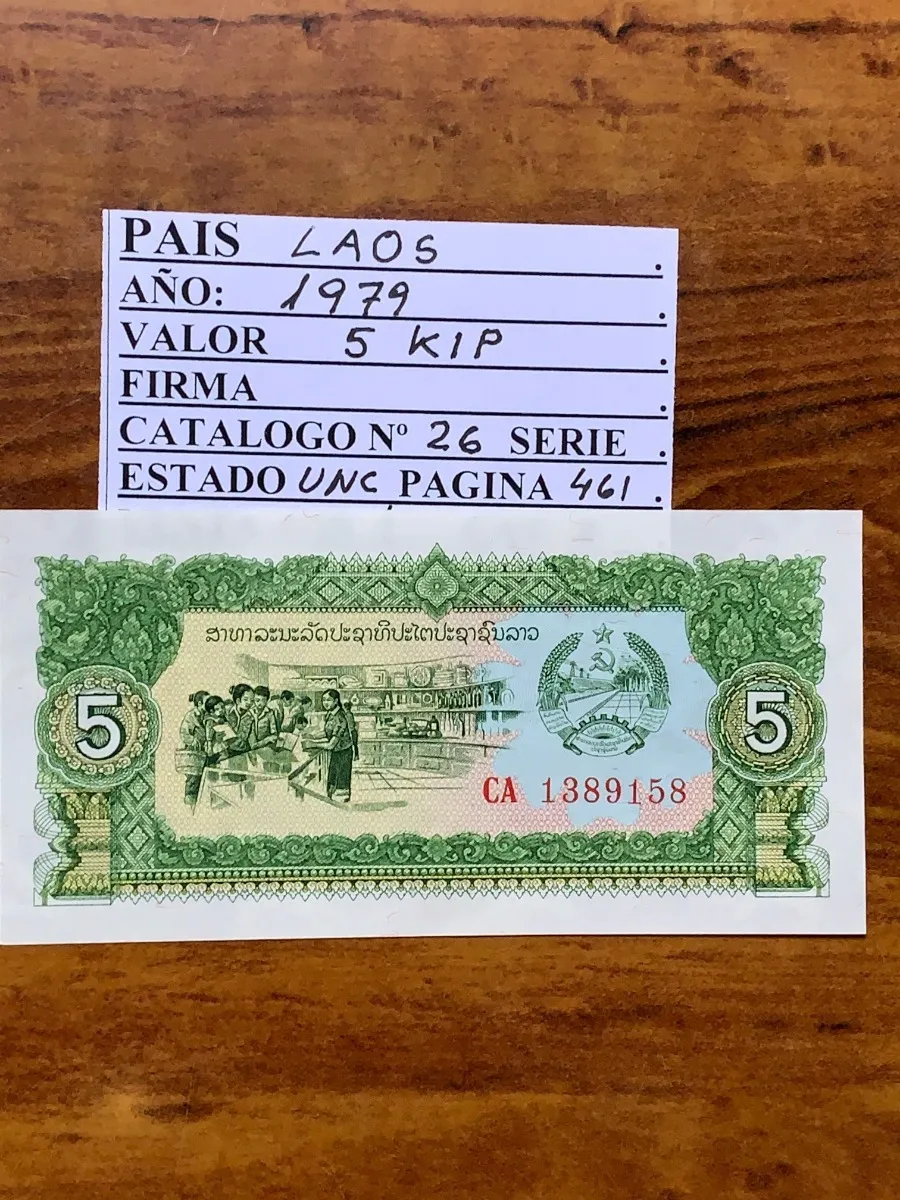 PAIS LAOS .
AÑO: 1979 .
VALOR 5 KIP .
FIRMA .
CATALOGO Nº 26 SERIE .
ESTADO UNC PAGINA 461 .
ສາທາລະນະລັດປະຊາທິປະໄຕປະຊາຊົນລາວ
5 5
CA 1389158